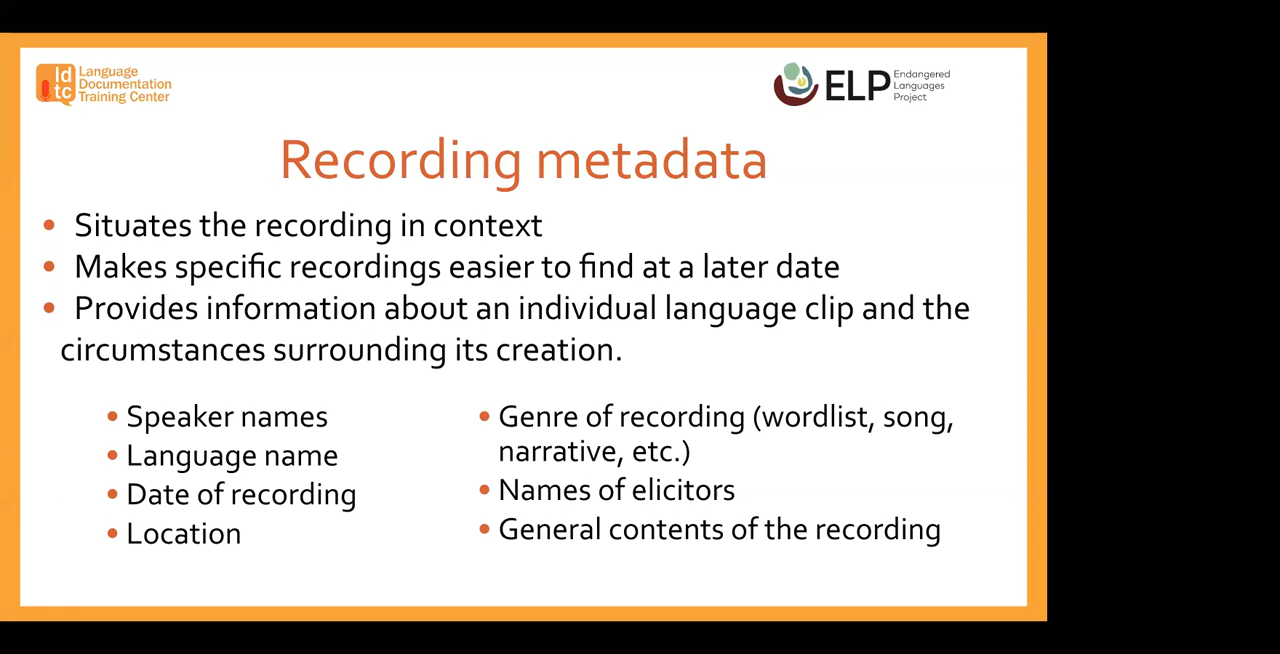 ld
tc
Language
Documentation
Training Center
ELP
Endangered
Languages
Project
Recording metadata
• Situates the recording in context
• Makes specific recordings easier to find at a later date
• Provides information about an individual language clip and the
circumstances surrounding its creation.
• Speaker names
• Language name
• Date of recording
• Location
• Genre of recording (wordlist, song,
narrative, etc.)
• Names of elicitors
• General contents of the recording